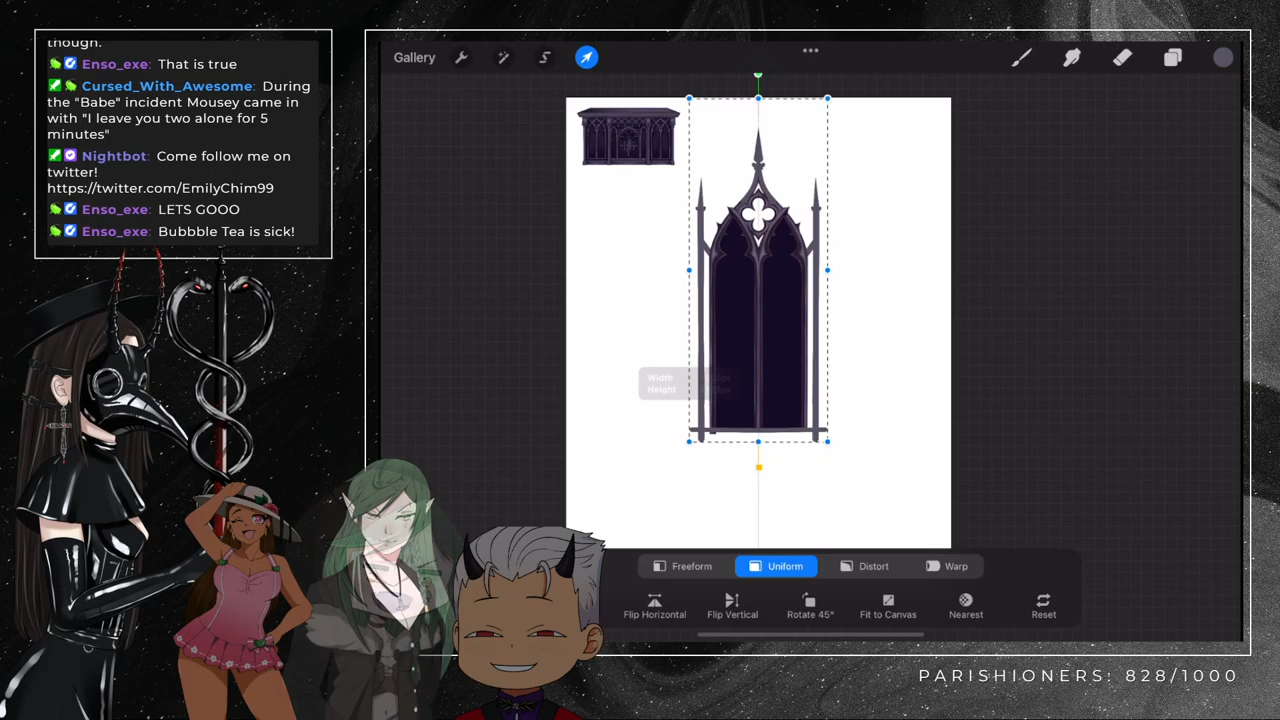 though.
Enso_exe: That is true
Cursed_With_Awesome: During
the "Babe" incident Mousey came in
with "I leave you two alone for 5
minutes"
Nightbot: Come follow me on
twitter!
https://twitter.com/EmilyChim99
Enso_exe: LETS GOOO
Enso_exe: Bubbble Tea is sick!
Gallery
Width
Height
Freeform
Uniform
Distort
Warp
Flip Horizontal
Flip Vertical
Rotate 45°
Fit to Canvas
Nearest
Reset
PARISHIONERS: 828/1000